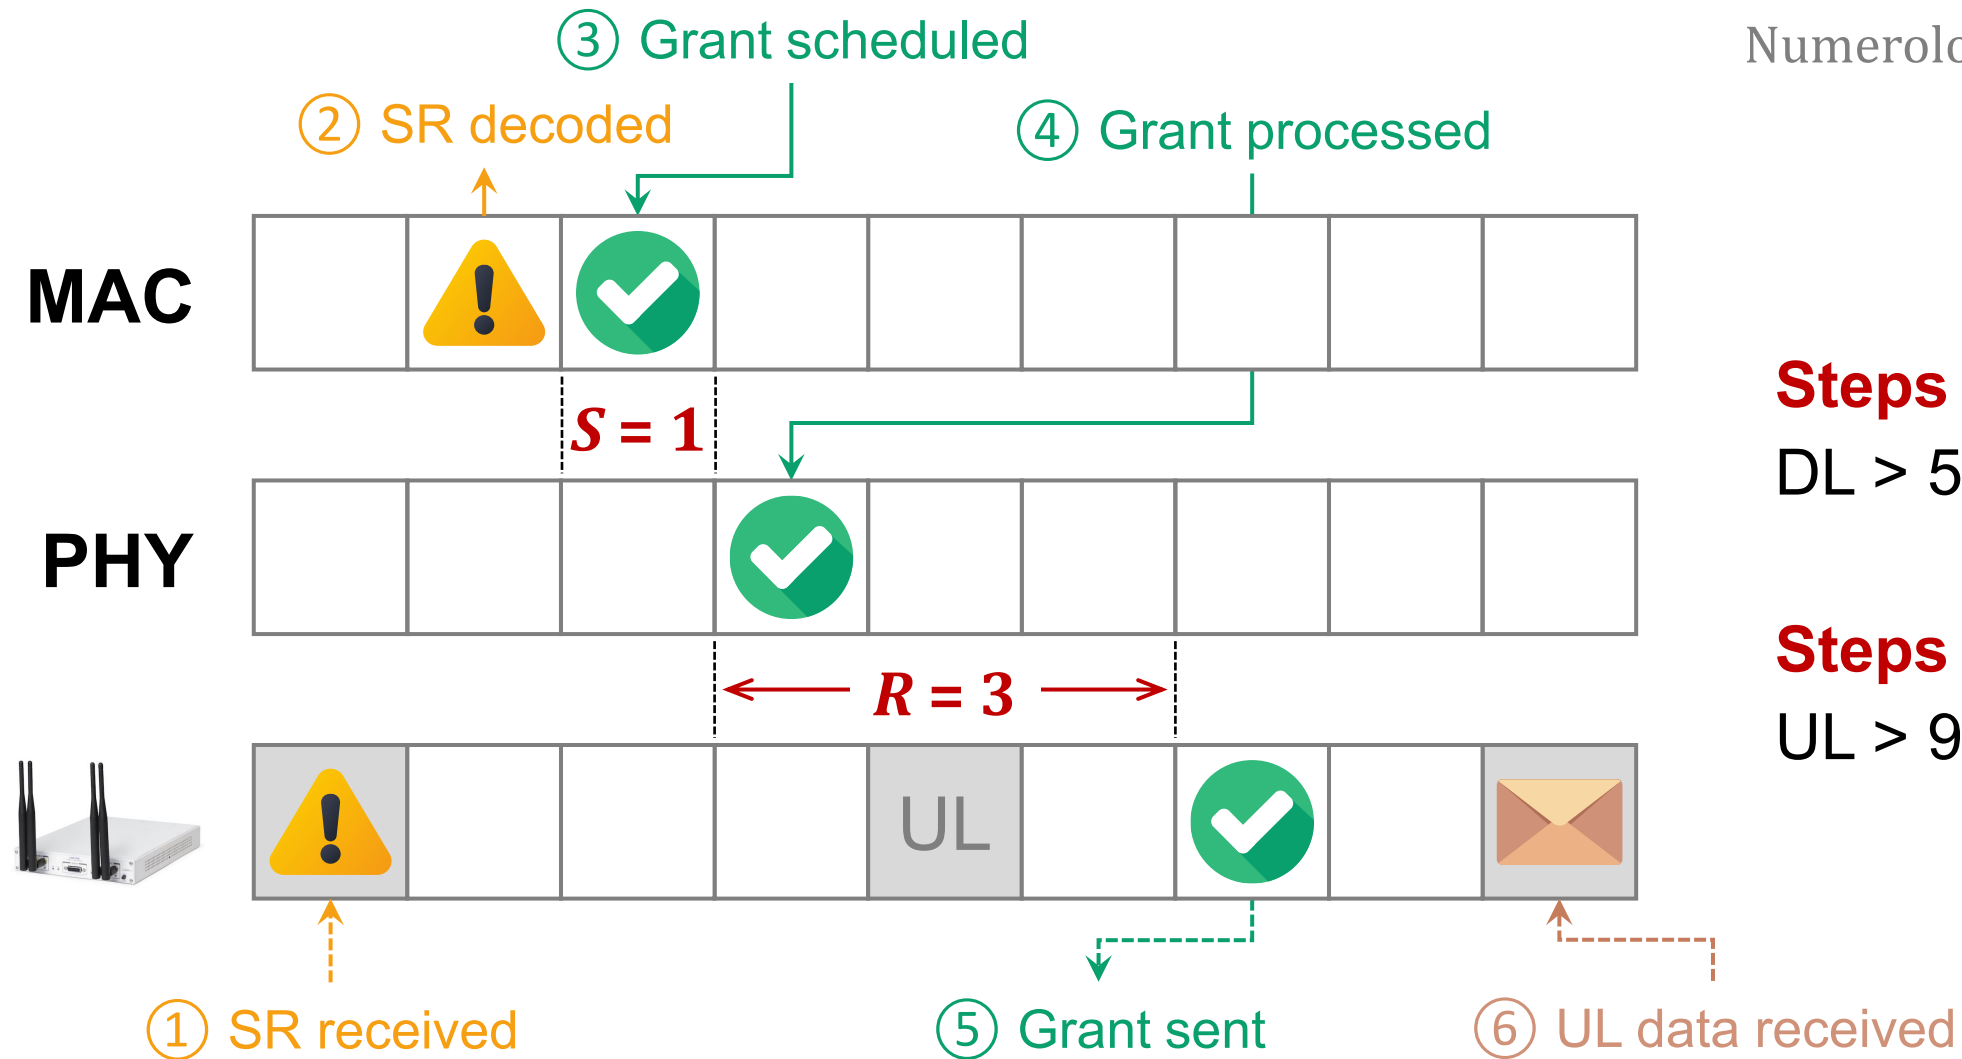 ③ Grant scheduled
Numerolo
② SR decoded
④ Grant processed
MAC
S = 1
Steps
DL > 5
PHY
Steps
R = 3
UL > 9
UL
① SR received
⑤ Grant sent
⑥ UL data received